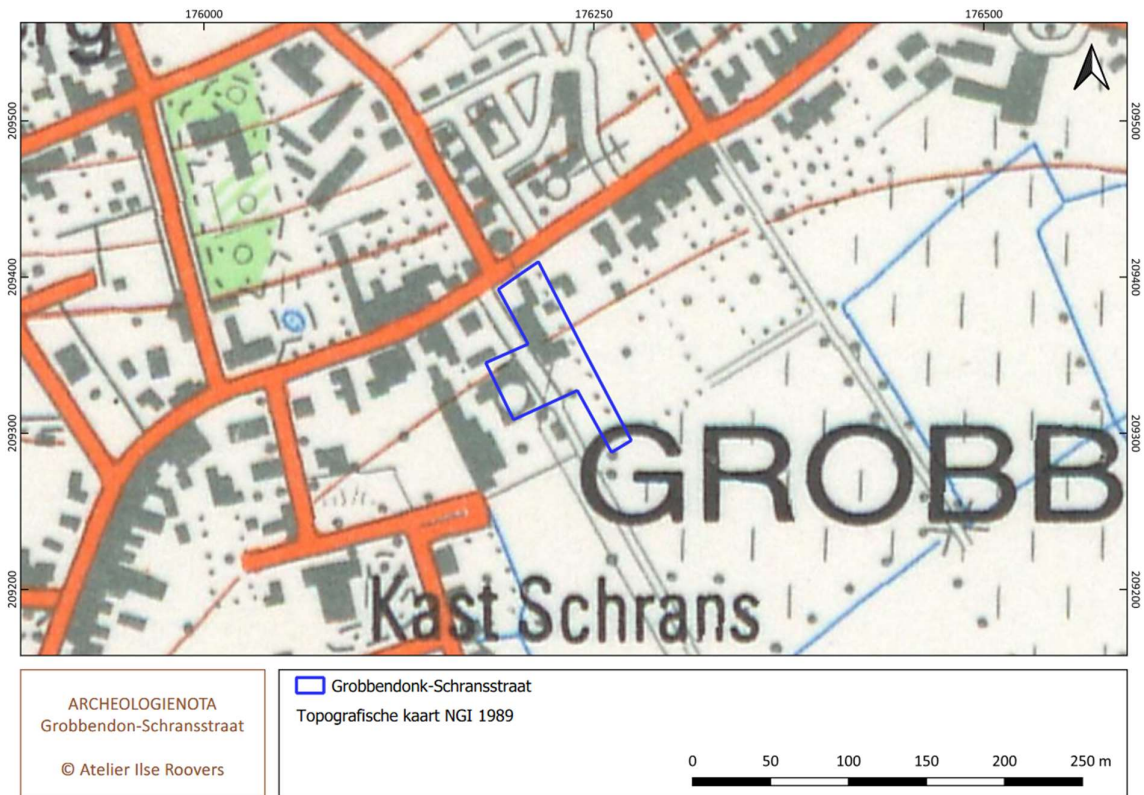 176000 176250 176500
rg
209500 209500
209400 209400
209300 209300
GROBB
209200 209200
Kast Schrans
ARCHEOLOGIENOTA
Grobbendon-Schransstraat
© Atelier Ilse Roovers
Grobbendonk-Schransstraat
Topografische kaart NGI 1989
0 50 100 150 200 250 m